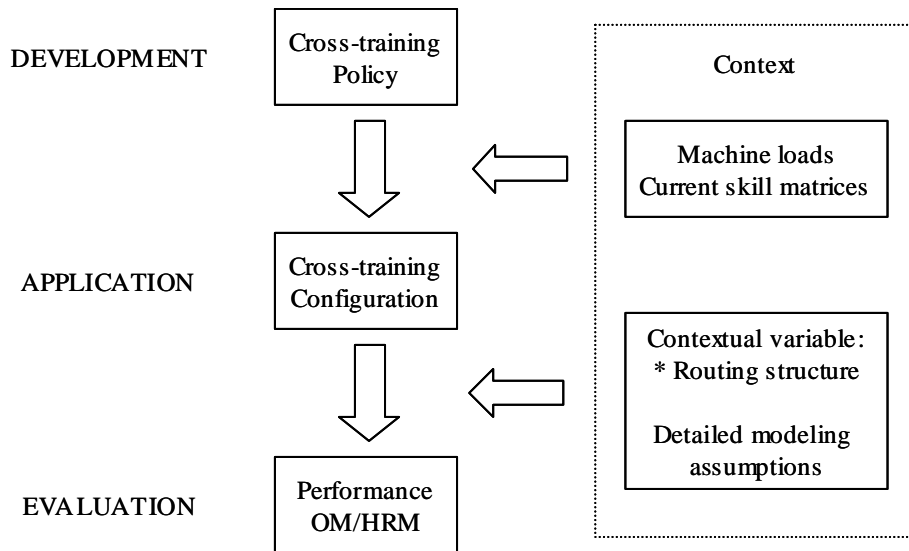 DEVELOPMENT
Cross-training
Policy
Context
Machine loads
Current skill matrices
APPLICATION
Cross-training
Configuration
Contextual variable:
* Routing structure
Detailed modeling
assumptions
EVALUATION
Performance
OM/HRM